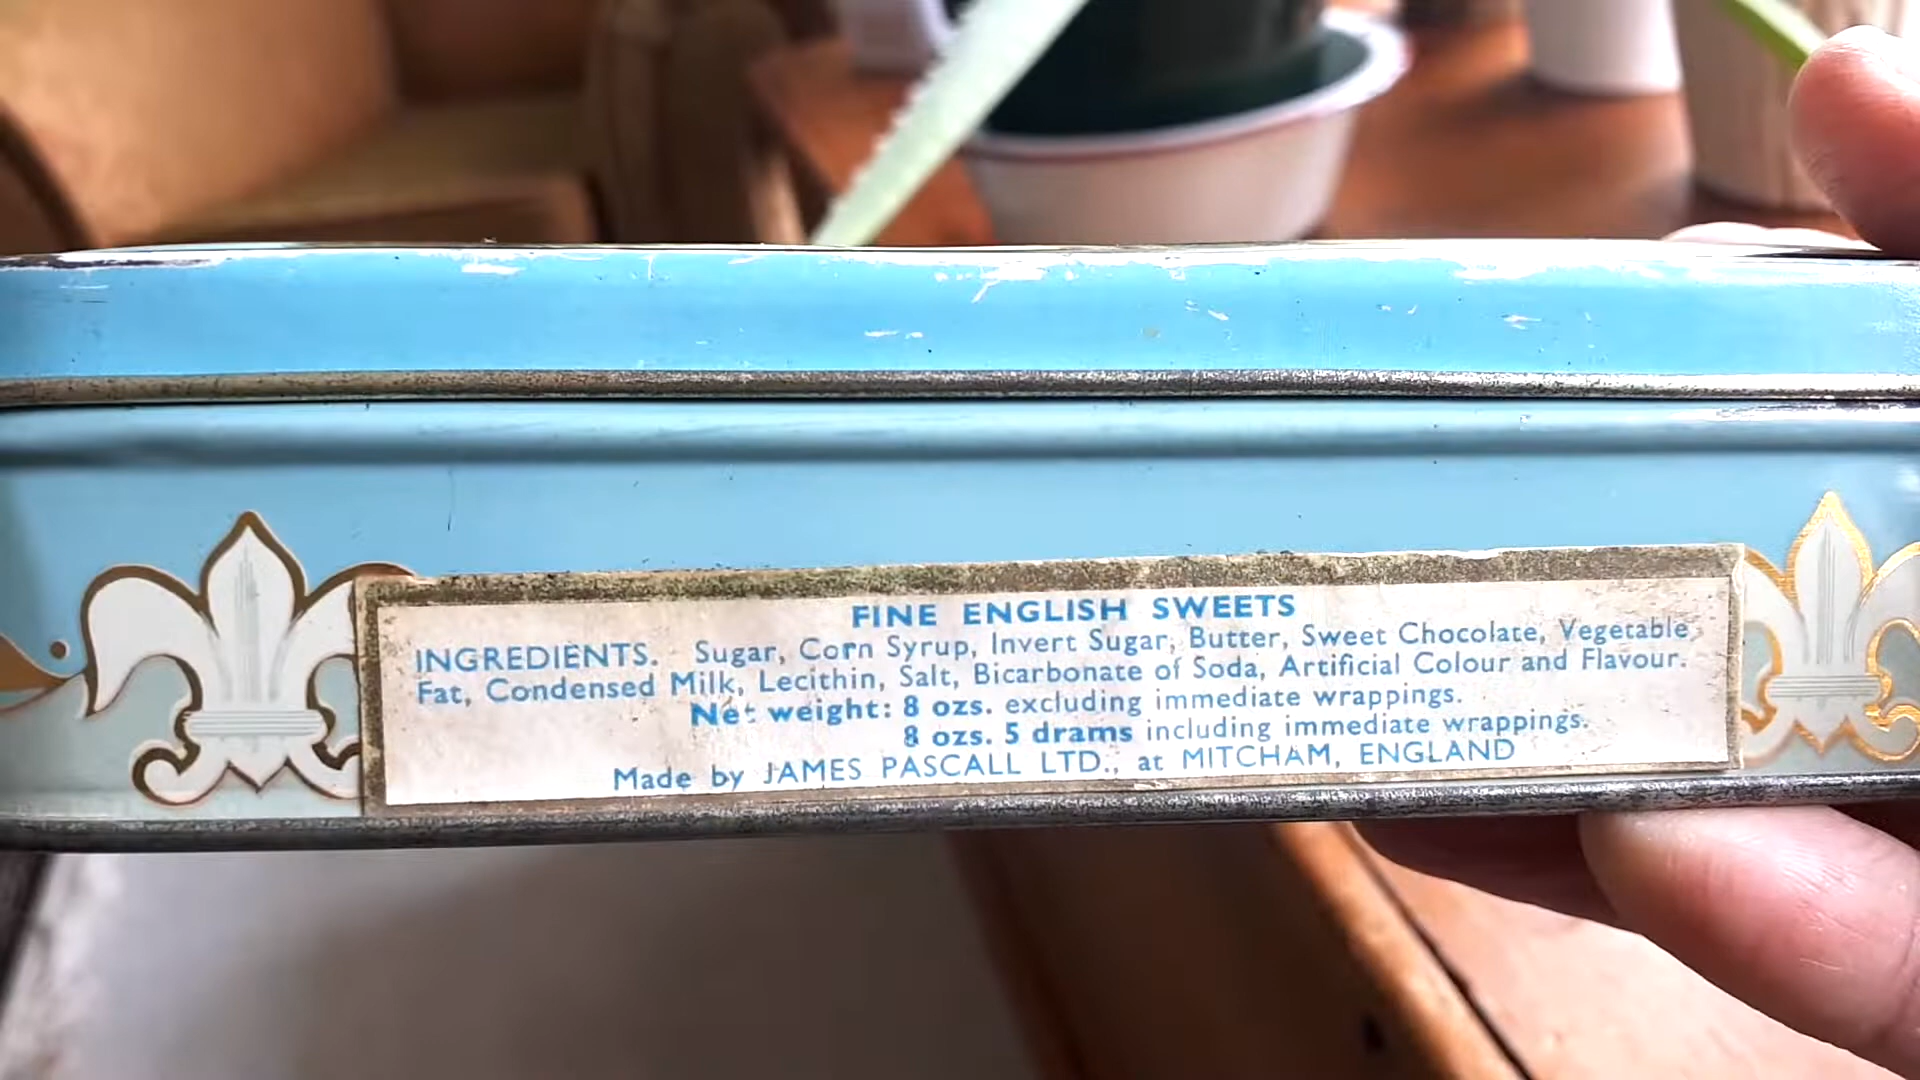 FINE ENGLISH SWEETS
INGREDIENTS. Sugar, Corn Syrup, Invert Sugar, Butter, Sweet Chocolate, Vegetable
Fat, Condensed Milk, Lecithin, Salt, Bicarbonate of Soda, Artificial Colour and Flavour.
Net weight: 8 ozs. excluding immediate wrappings.
8 ozs. 5 drams including immediate wrappings.
Made by JAMES PASCALL LTD., at MITCHAM, ENGLAND